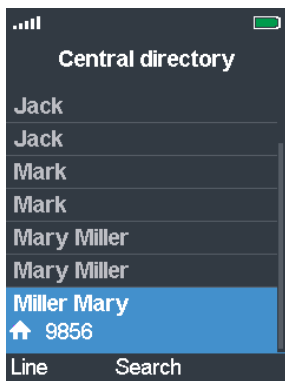 Central directory
Jack
Jack
Mark
Mark
Mary Miller
Mary Miller
Miller Mary
9856
Line Search